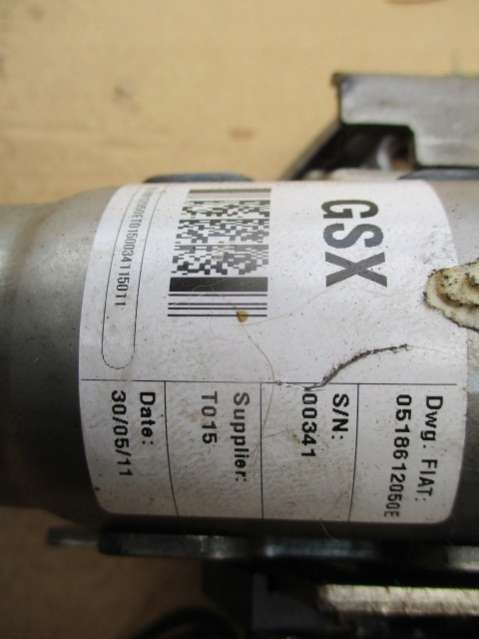 GSX
Dwg. FIAT:
0518612050E
S/N:
00341
Supplier:
T015
Date:
30/05/11